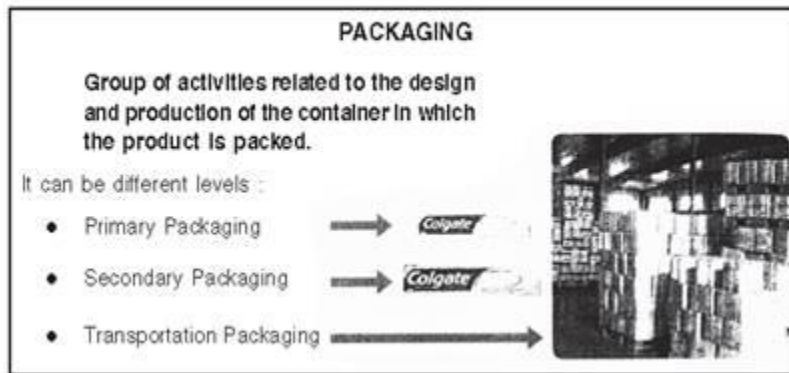 PACKAGING
Group of activities related to the design
and production of the container in which
the product is packed.
It can be different levels :
● Primary Packaging
Colgate
● Secondary Packaging
Colgate
● Transportation Packaging